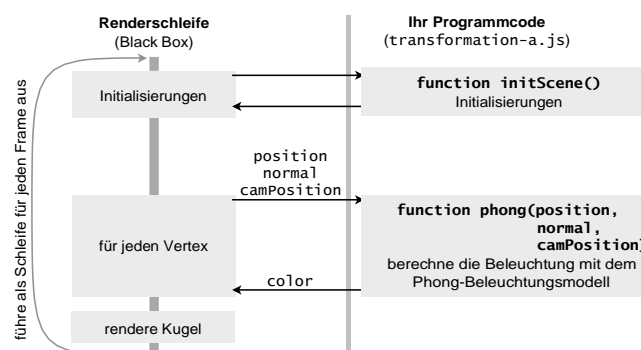 Renderschleife
(Black Box)
Ihr Programmcode
(transformation-a.js)
führe als Schleife für jeden Frame aus
Initialisierungen
function initScene()
Initialisierungen
position
normal
camPosition
für jeden Vertex
function phong(position,
normal,
camPosition)
berechne die Beleuchtung mit dem
Phong-Beleuchtungsmodell
color
rendere Kugel